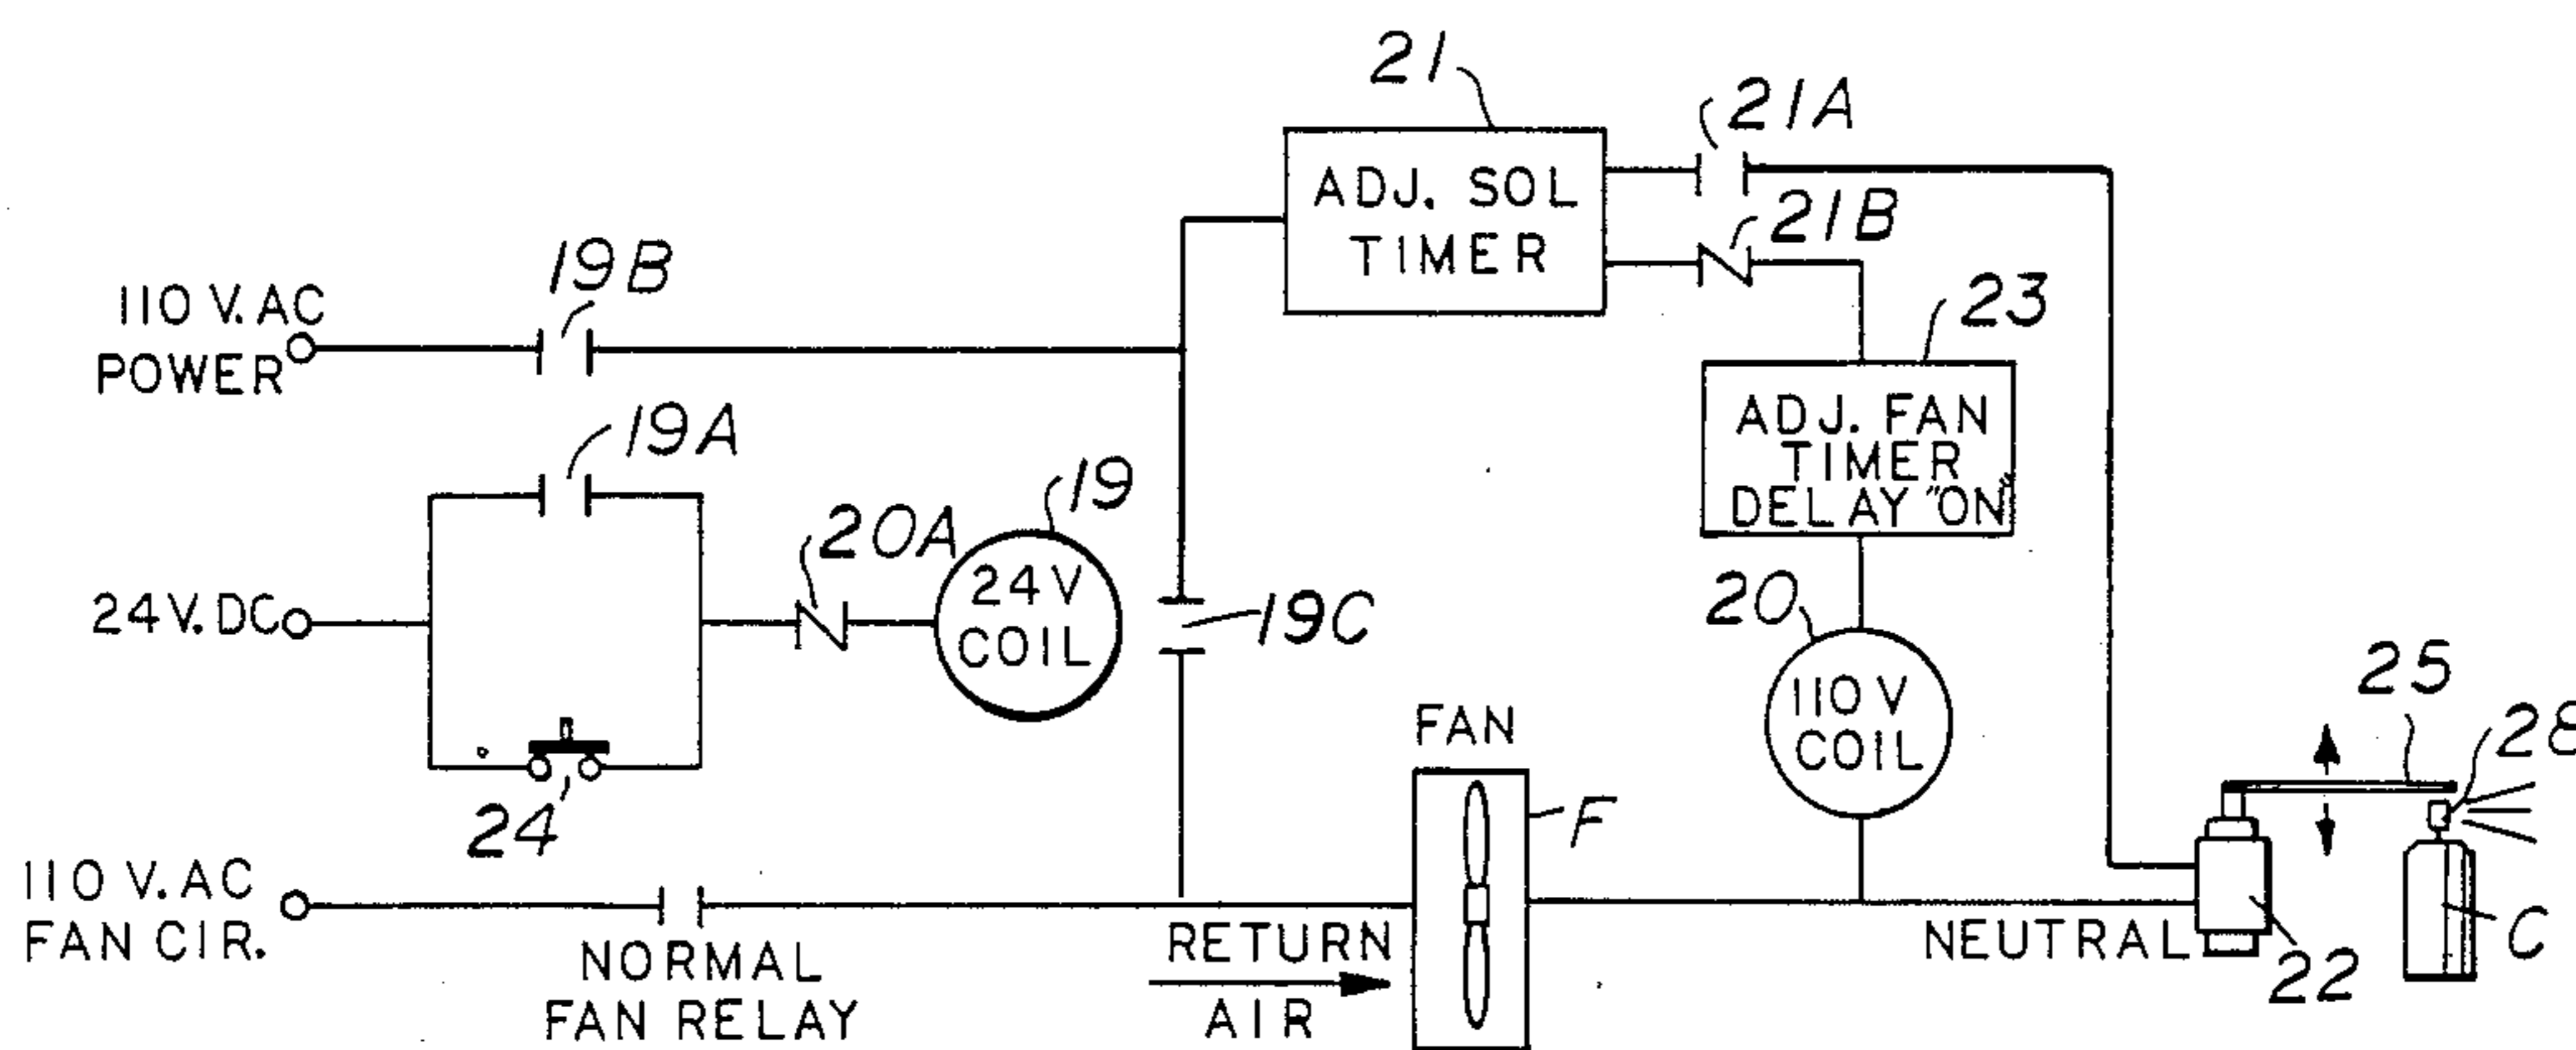 21
21A
ADJ. SOL
TIMER
21B
19B
110 V. AC
POWER
23
ADJ. FAN
TIMER
DELAY "ON"
19A
19
20A
24 V
COIL
24 V. DC
19C
20
110 V
COIL
25
28
FAN
F
24
110 V. AC
FAN CIR.
NORMAL
FAN RELAY
RETURN
AIR
NEUTRAL
22
C